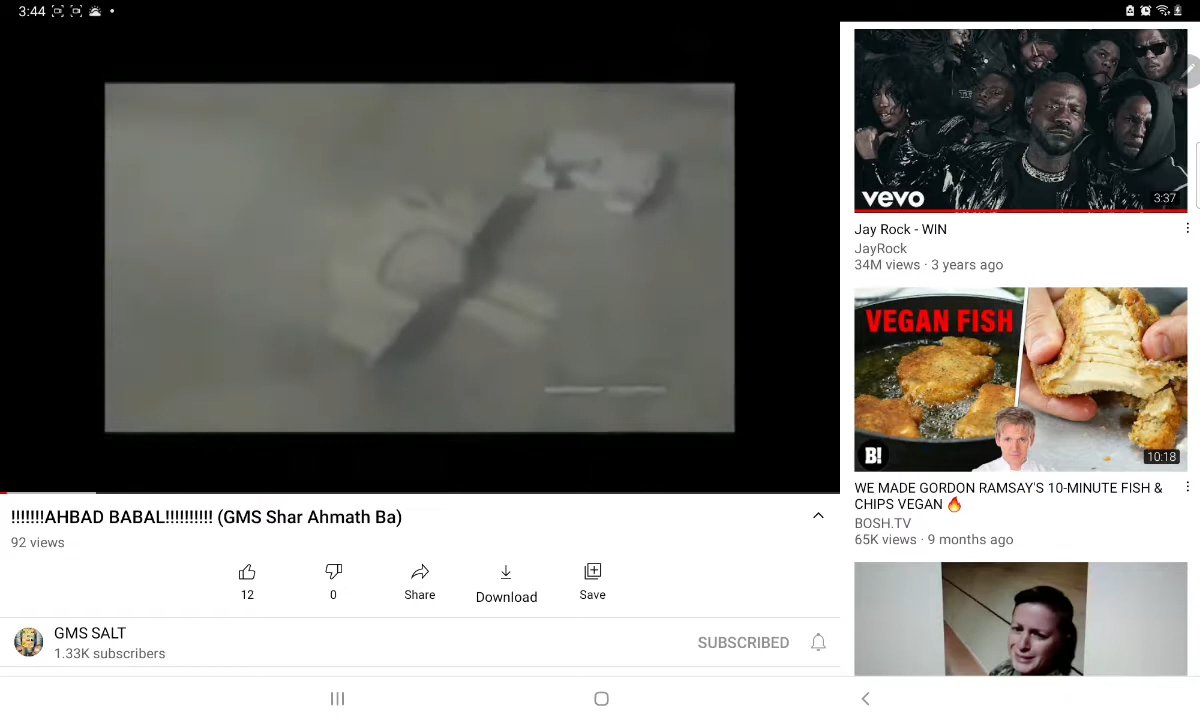 3:44
vevo
3:37
Jay Rock - WIN
JayRock
34M views · 3 years ago
VEGAN FISH
B!
10:18
WE MADE GORDON RAMSAY'S 10-MINUTE FISH &
CHIPS VEGAN 🔥
BOSH.TV
65K views · 9 months ago
!!!!!!!AHBAD BABAL!!!!!!!!!! (GMS Shar Ahmath Ba)
92 views
12
0
Share
Download
Save
GMS SALT
1.33K subscribers
SUBSCRIBED